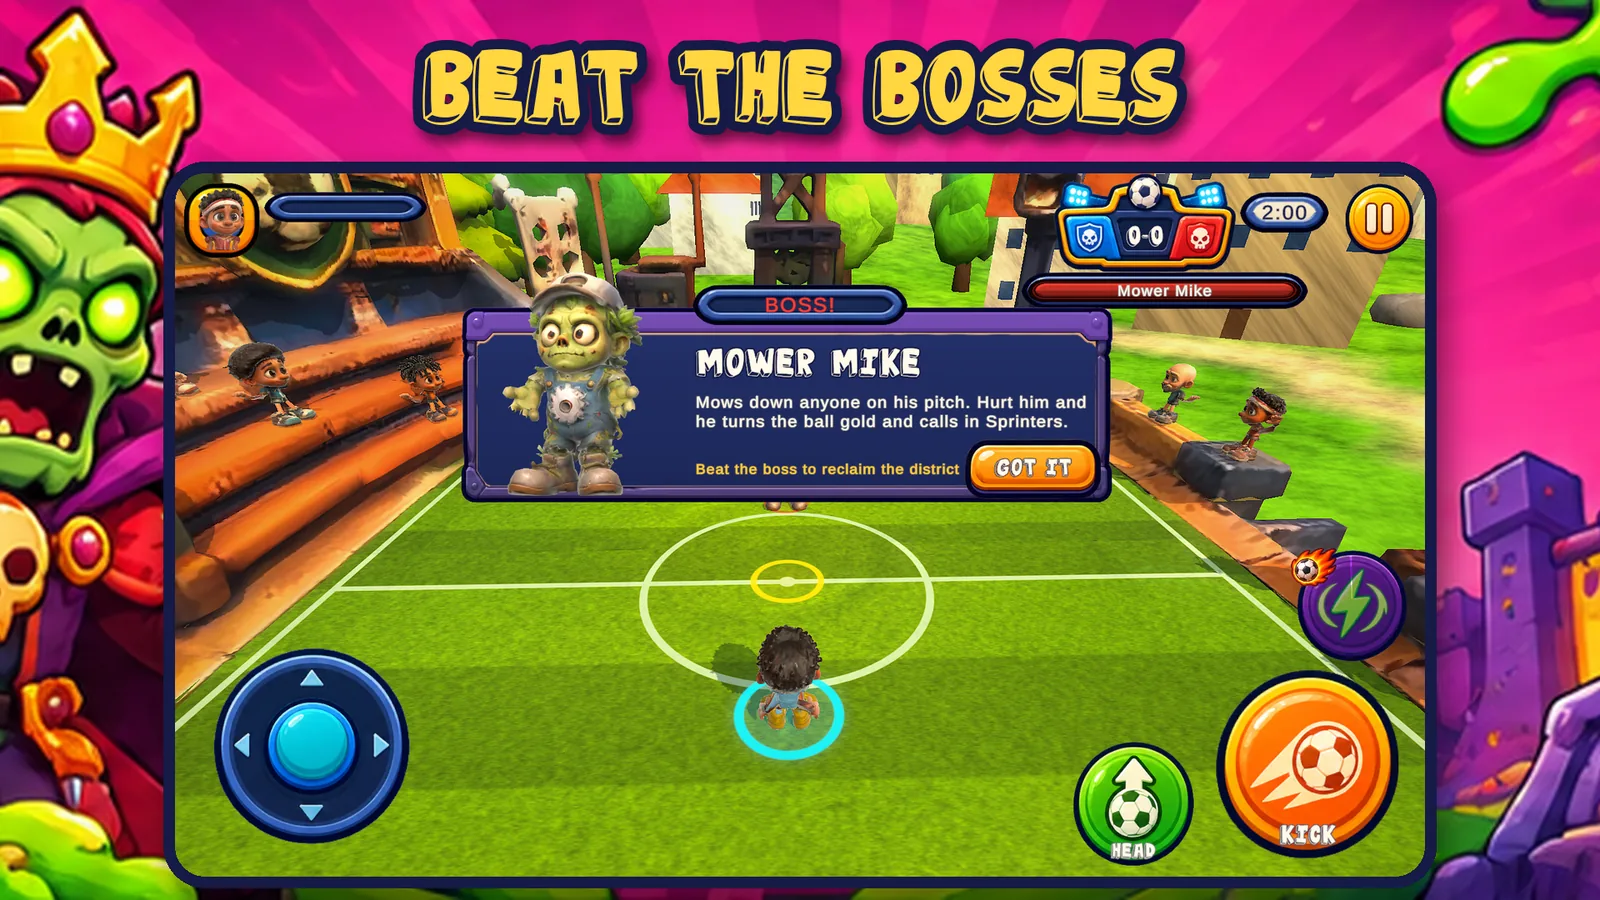 BEAT THE BOSSES
0-0
2:00
Mower Mike
BOSS!
MOWER MIKE
Mows down anyone on his pitch. Hurt him and
he turns the ball gold and calls in Sprinters.
Beat the boss to reclaim the district
GOT IT
HEAD
KICK